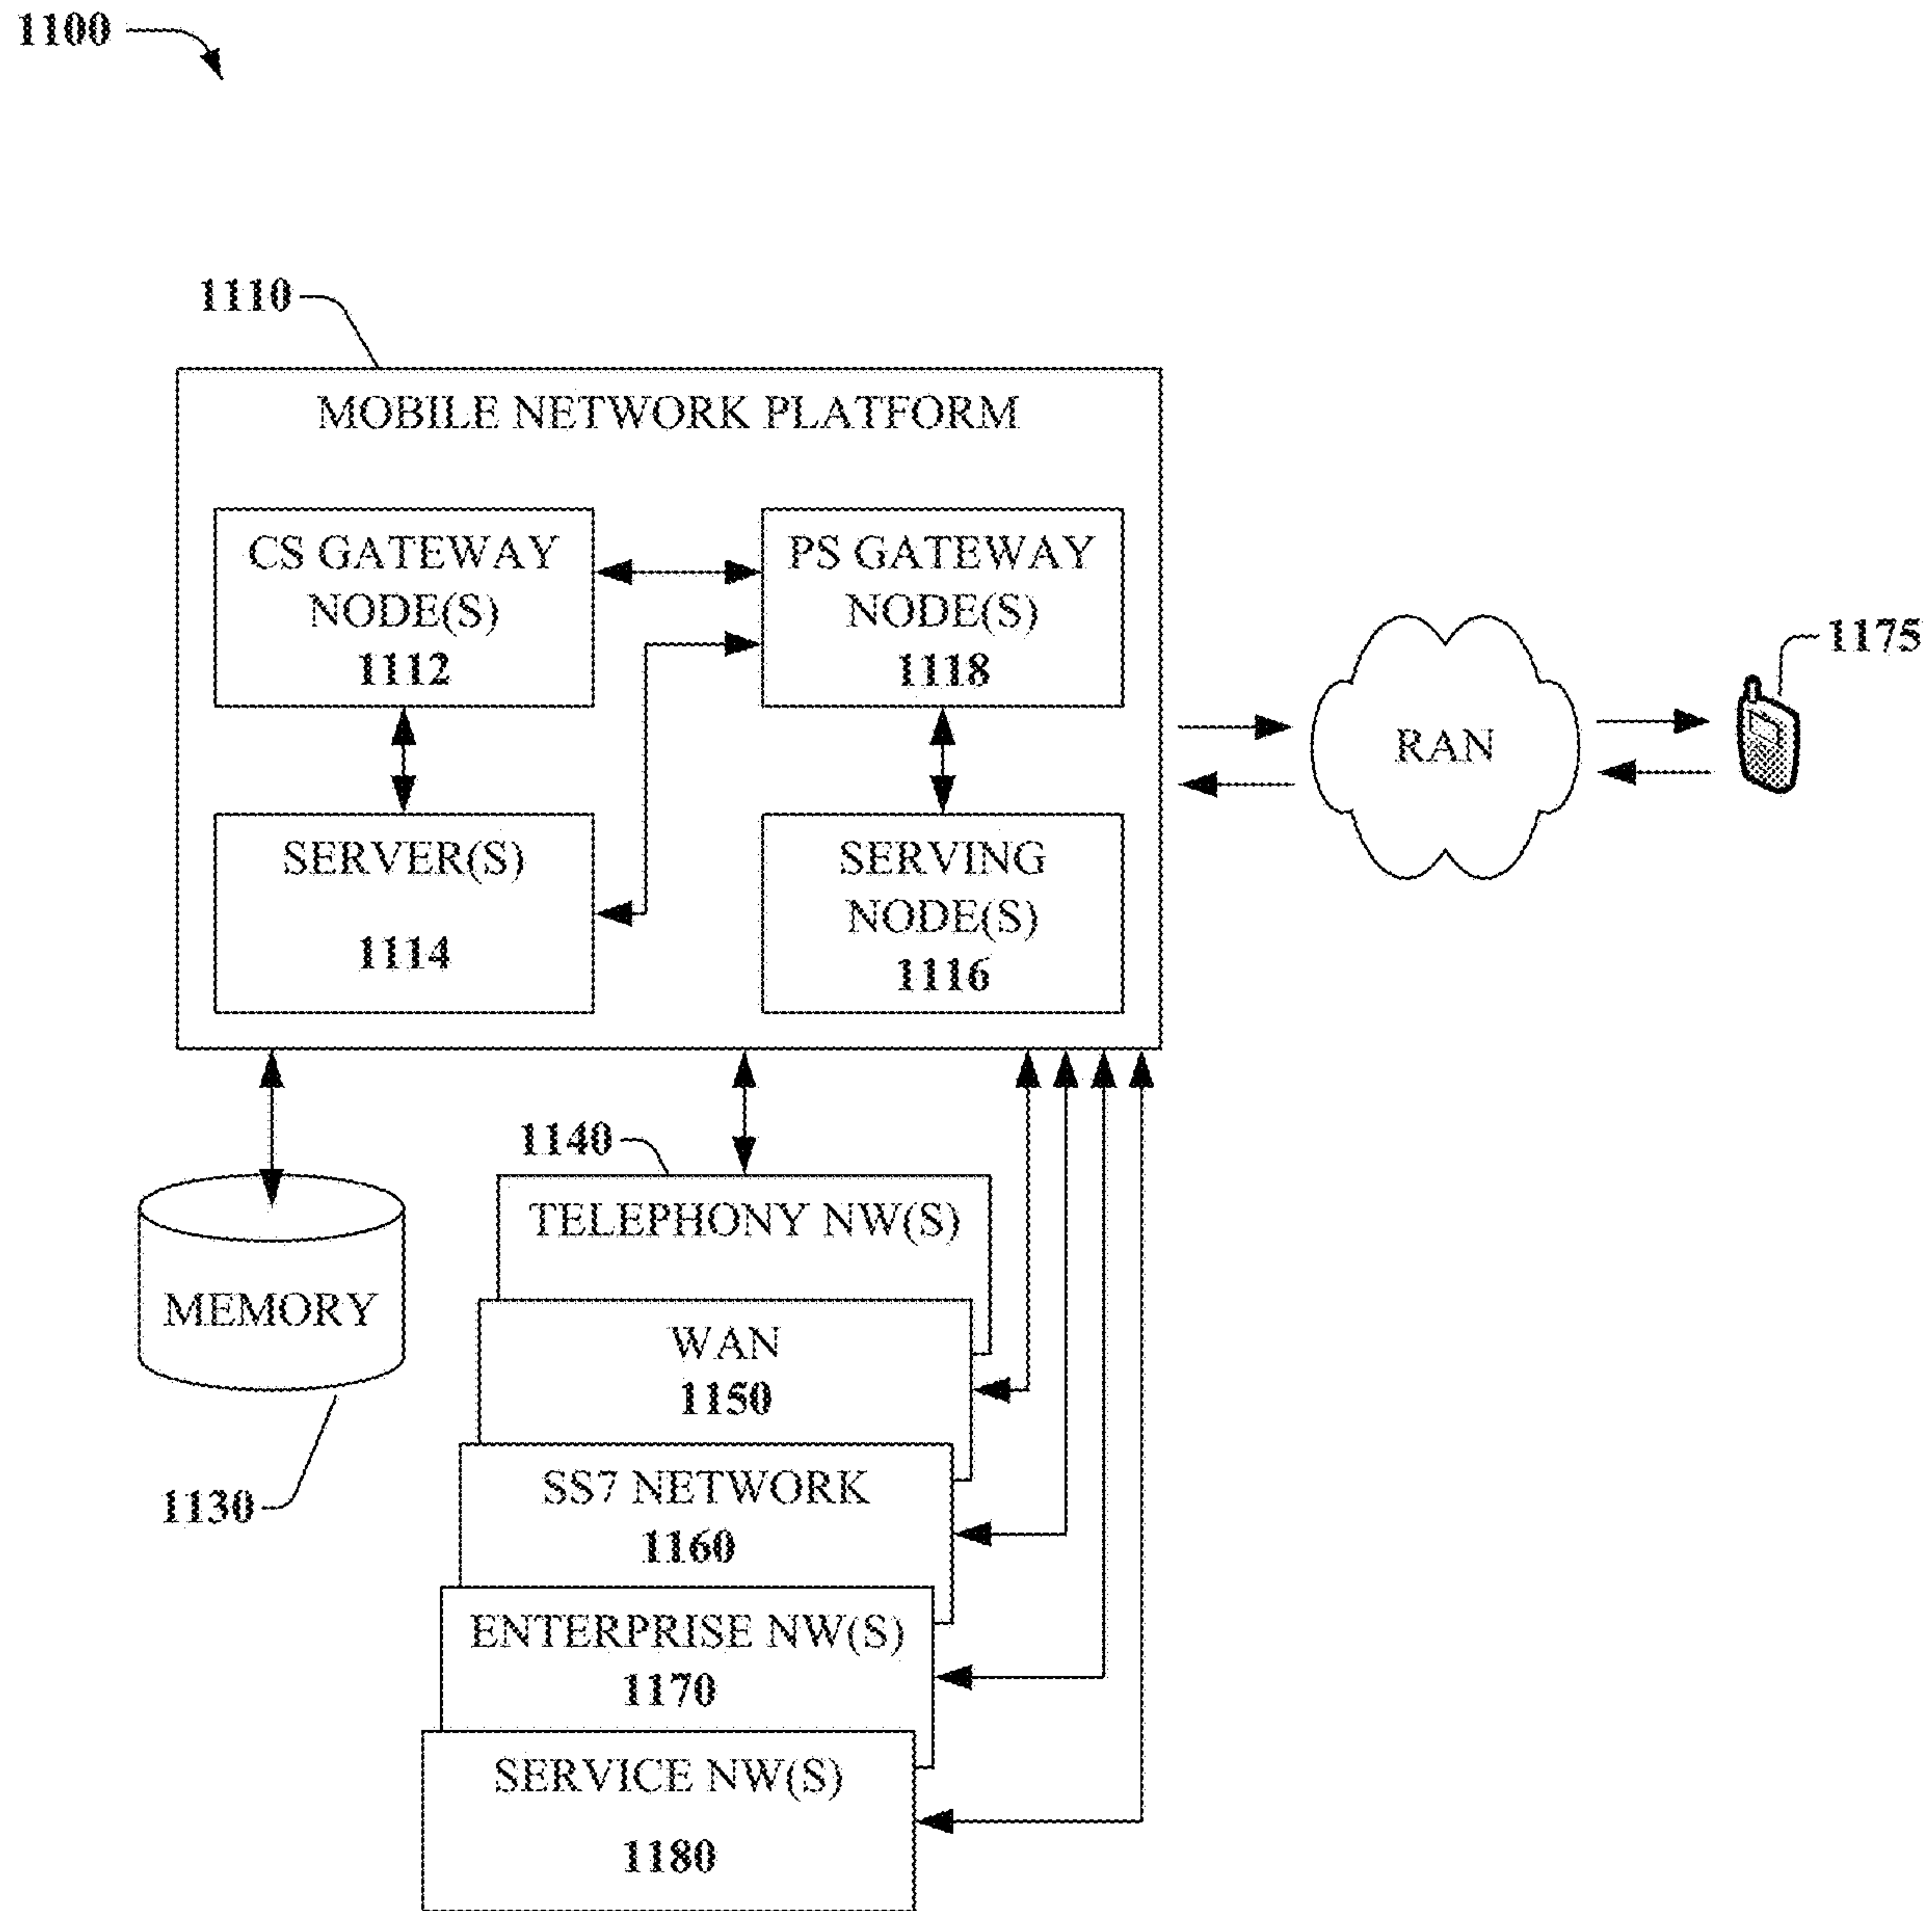 1100
1110
MOBILE NETWORK PLATFORM
CS GATEWAY
NODE(S)
1112
PS GATEWAY
NODE(S)
1118
SERVER(S)
1114
SERVING
NODE(S)
1116
RAN
1175
MEMORY
1130
1140
TELEPHONY NW(S)
WAN
1150
SS7 NETWORK
1160
ENTERPRISE NW(S)
1170
SERVICE NW(S)
1180